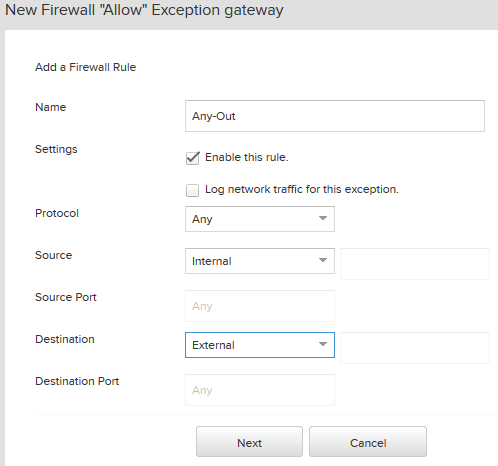 New Firewall "Allow" Exception gateway
Add a Firewall Rule
Name Any-Out
Settings Enable this rule.
Log network traffic for this exception.
Protocol Any
Source Internal
Source Port Any
Destination External
Destination Port Any
Next Cancel